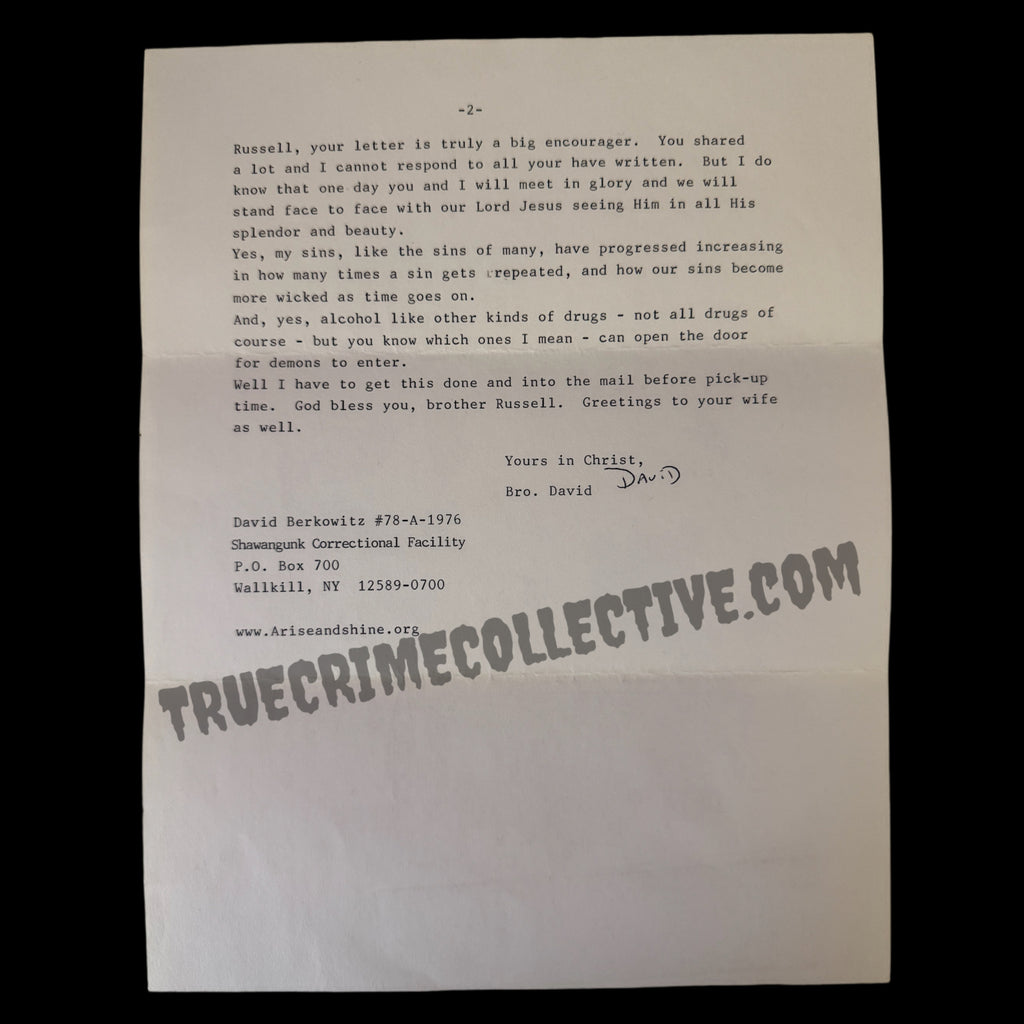 -2-
Russell, your letter is truly a big encourager. You shared
a lot and I cannot respond to all your have written. But I do
know that one day you and I will meet in glory and we will
stand face to face with our Lord Jesus seeing Him in all His
splendor and beauty.
Yes, my sins, like the sins of many, have progressed increasing
in how many times a sin gets rrepeated, and how our sins become
more wicked as time goes on.
And, yes, alcohol like other kinds of drugs - not all drugs of
course - but you know which ones I mean - can open the door
for demons to enter.
Well I have to get this done and into the mail before pick-up
time. God bless you, brother Russell. Greetings to your wife
as well.
Yours in Christ,
Bro. David DAViD
David Berkowitz #78-A-1976
Shawangunk Correctional Facility
P.O. Box 700
Wallkill, NY 12589-0700
www.Ariseandshine.org
TRUECRIMECOLLECTIVE.COM